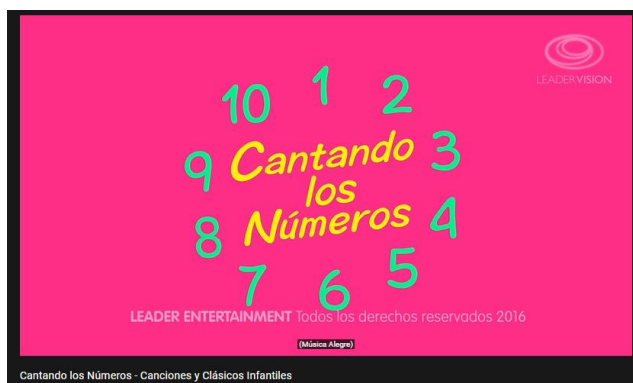 LEADERVISION
10 1 2
9 Cantando 3
los
8 Números 4
7 6 5
LEADER ENTERTAINMENT Todos los derechos reservados 2016
(Música Alegre)
Cantando los Números - Canciones y Clásicos Infantiles